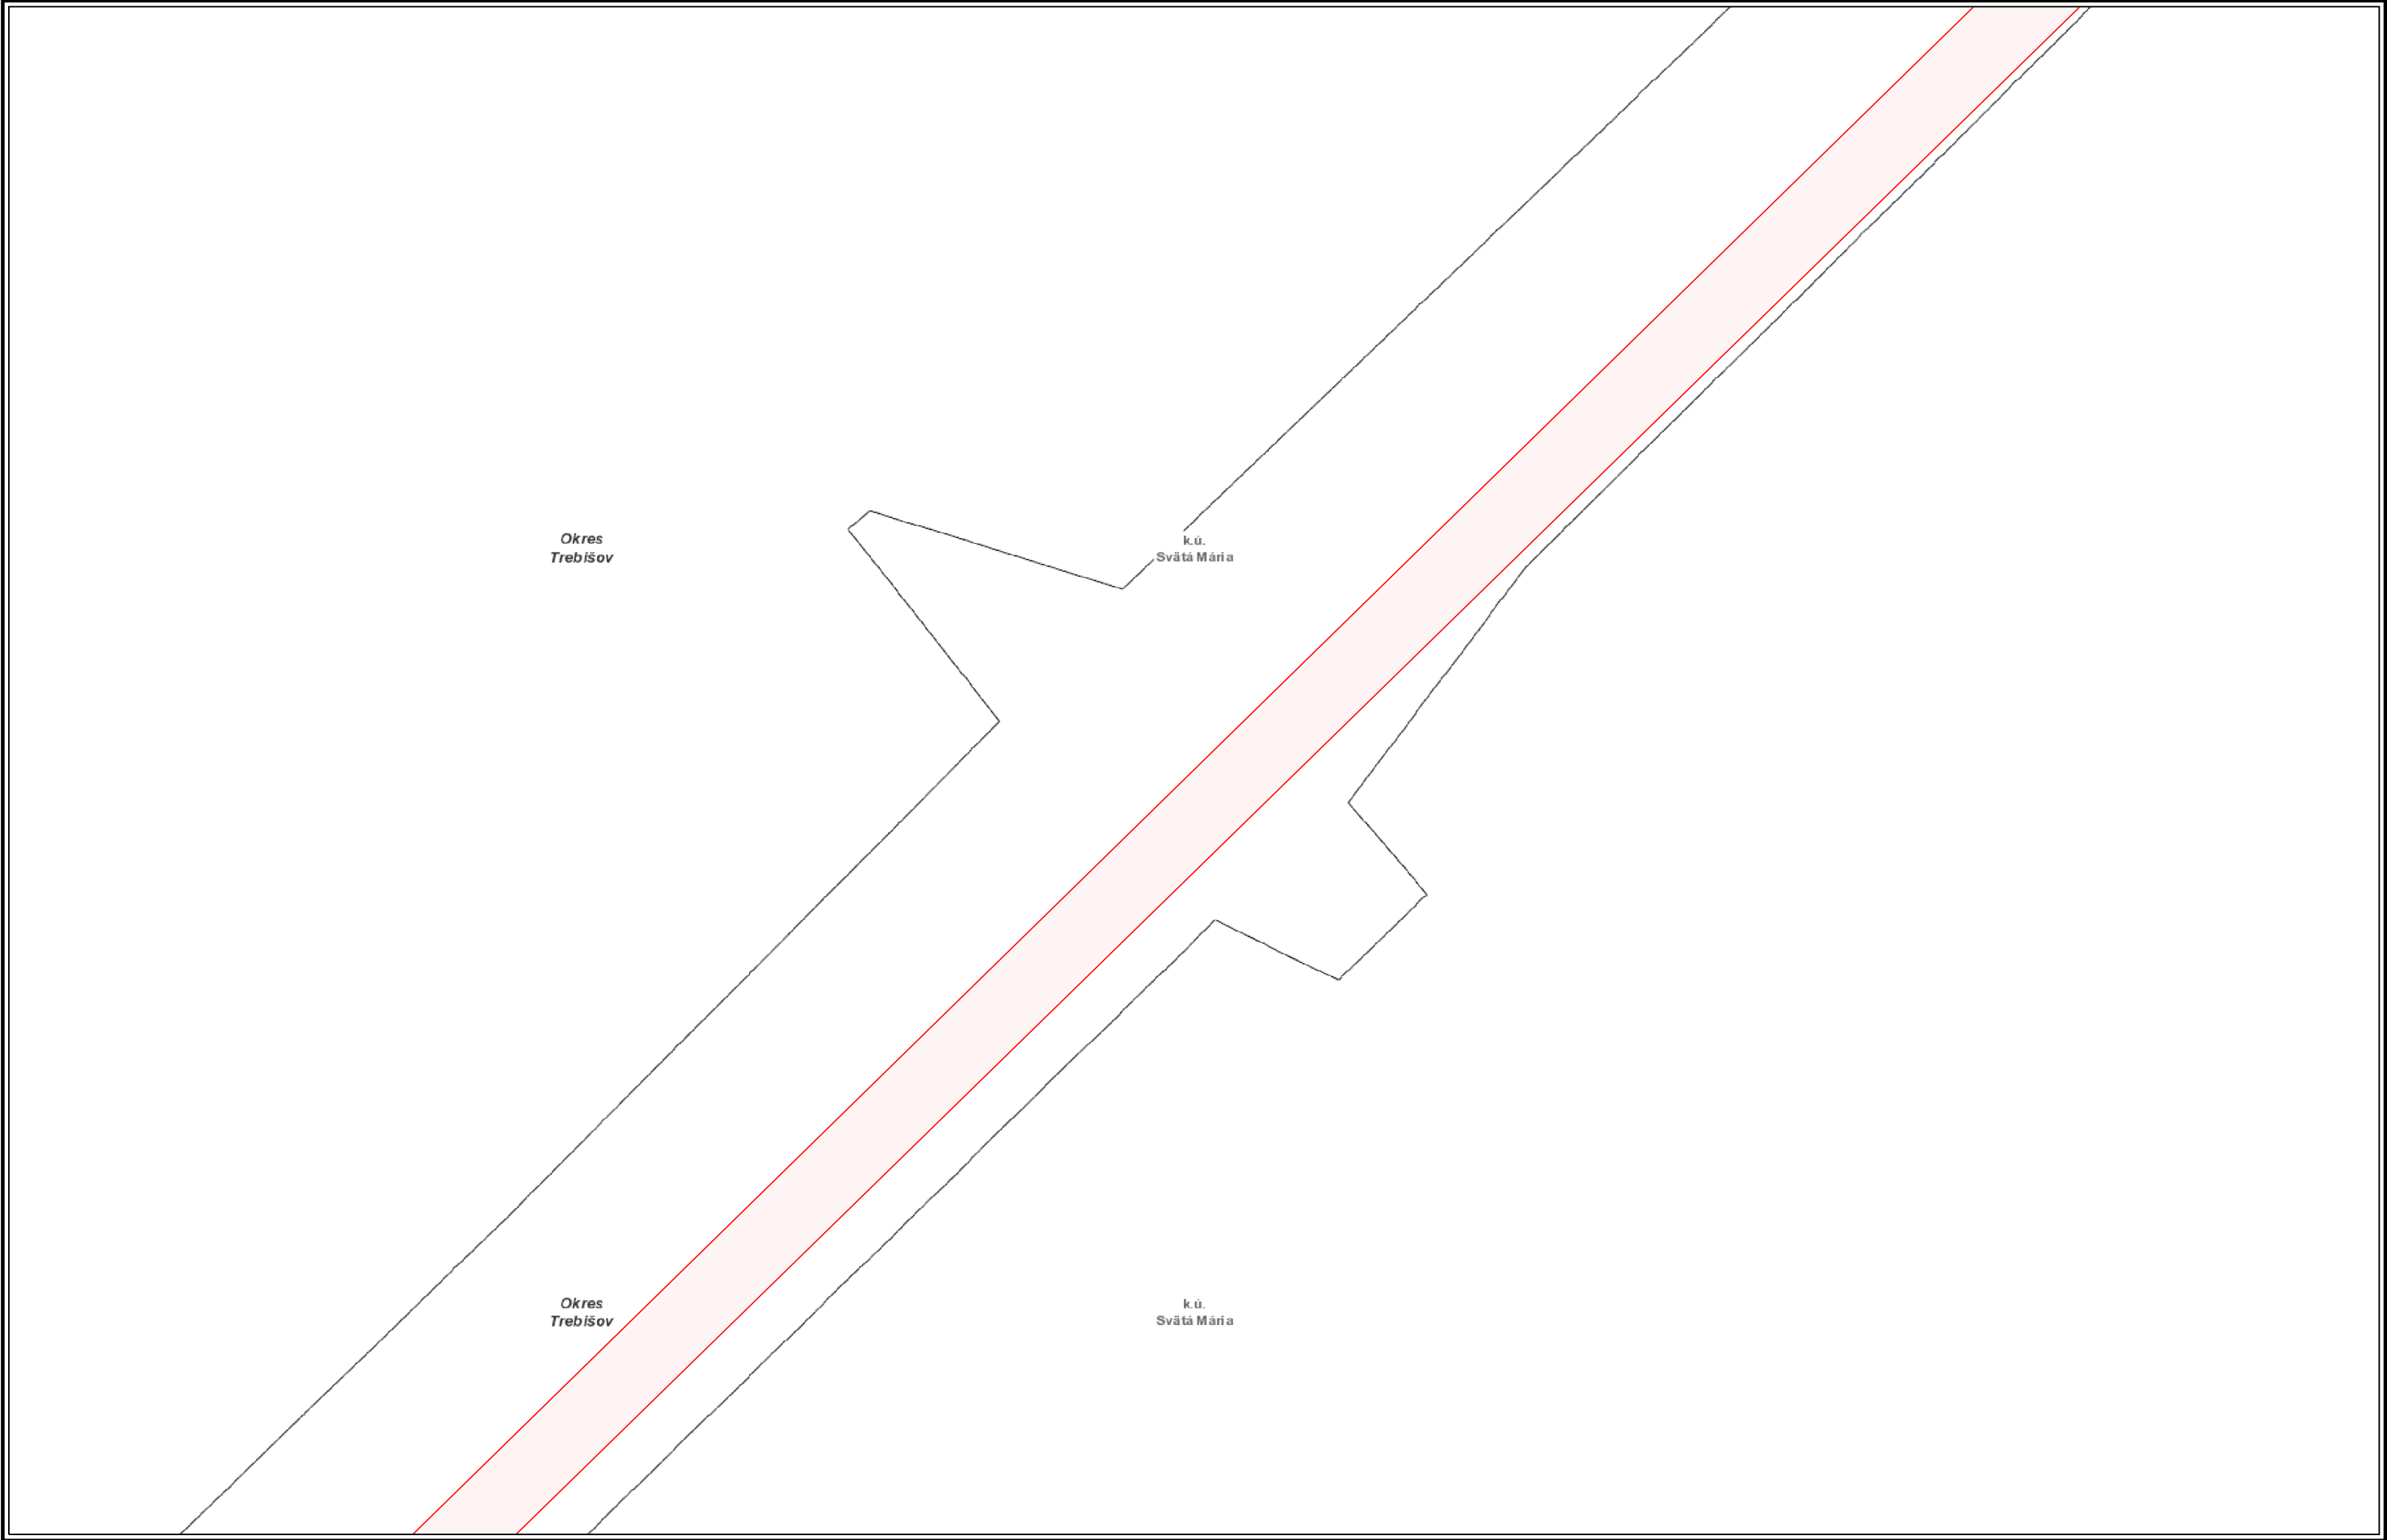 Okres
Trebišov
k.ú.
Svätá Mária
Okres
Trebišov
k.ú.
Svätá Mária